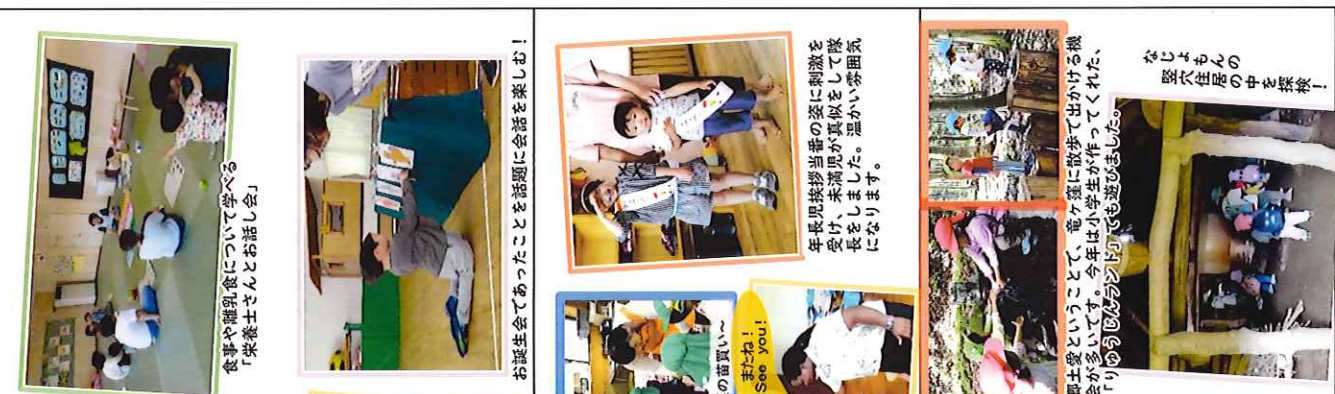 食事や離乳食について学べる
「栄養士さんとお話し会」
お誕生会であったことを話題に会話を楽しむ！
の苗買い～
またね！
See you!
年長児挨拶当番の姿に刺激を
受け、未満児が真似をして隊
長をしました。温かい雰囲気
になります。
郷土愛ということで、竜ケ窪に散歩で出かける機
会が多いです。今年は小学生が作ってくれた、
「りゅうじんランド」でも遊びました。
なじょもんの
竪穴住居の中を探検！